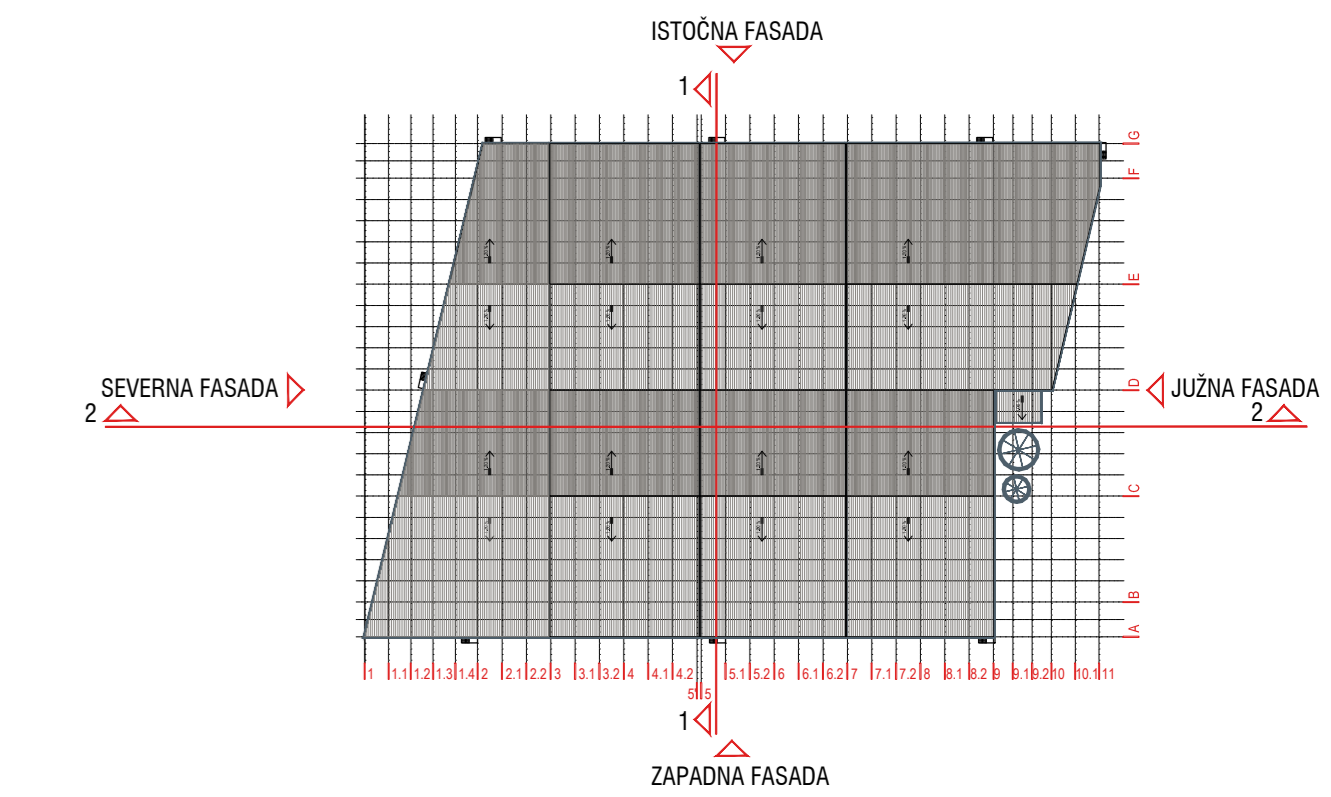 ISTOČNA FASADA
1
G
F
E
SEVERNA FASADA
D
JUŽNA FASADA
2
2
C
B
A
1 1.1 1.2 1.3 1.4 2 2.1 2.2 3 3.1 3.2 4 4.1 4.2 5.1 5.2 6 6.1 6.2 7 7.1 7.2 8 8.1 8.2 9 9.1 9.2 10 10.1 11
5' 5
1
ZAPADNA FASADA